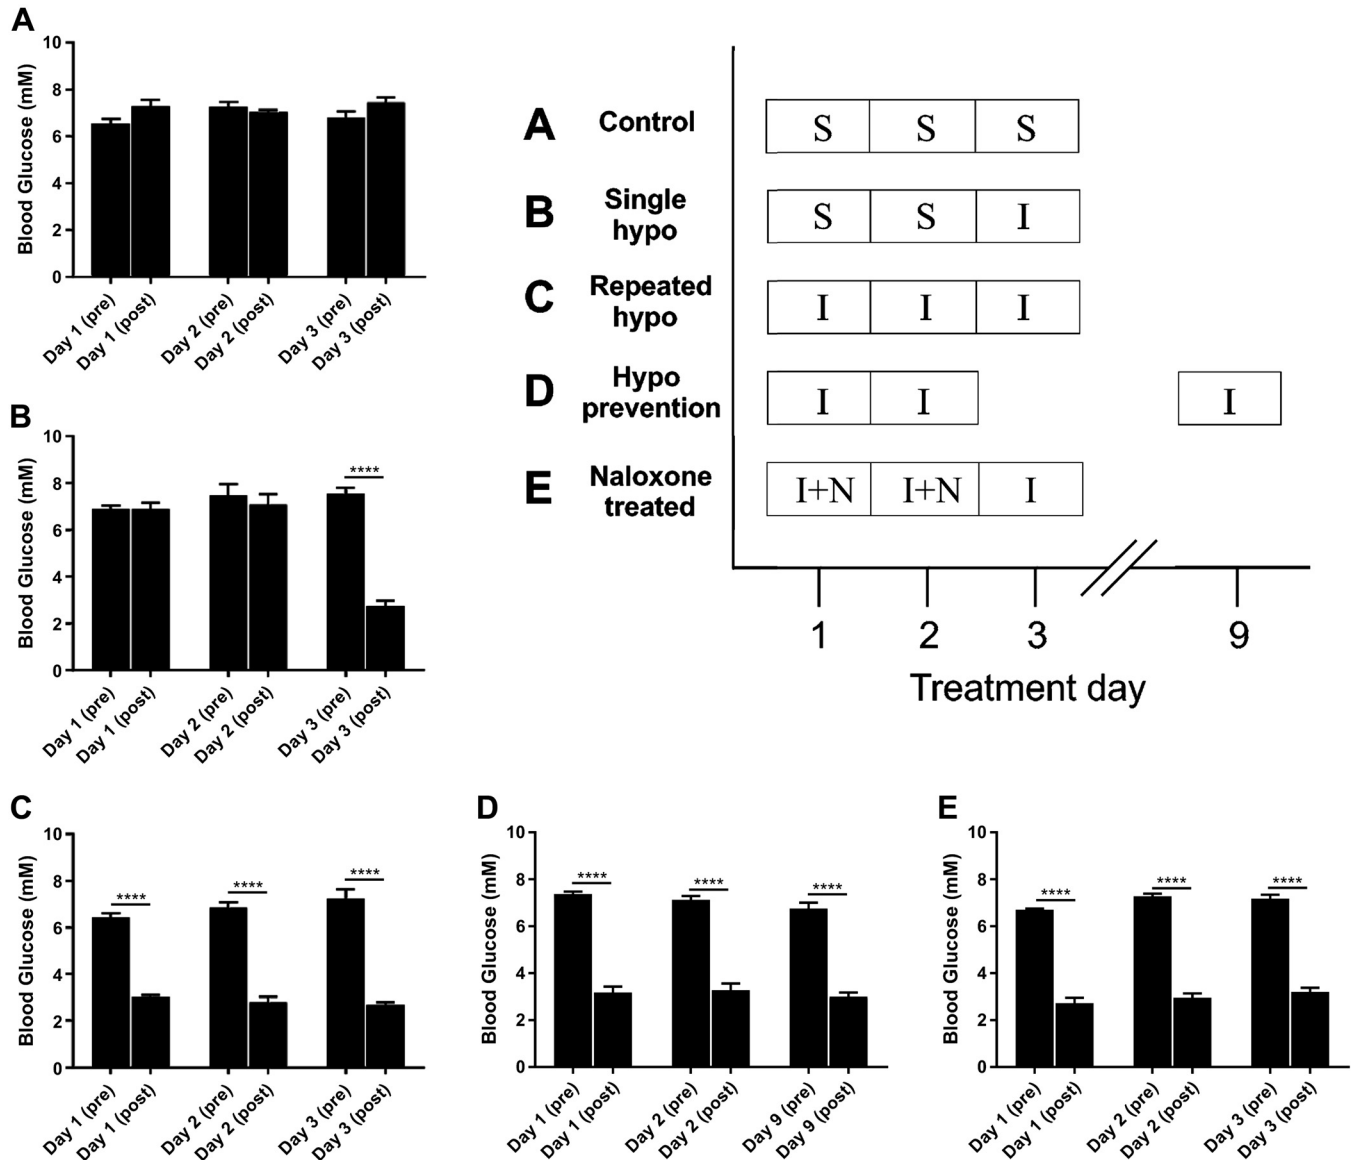 A
10
8
6
4
2
0
Blood Glucose (mM)
Day 1 (pre)
Day 1 (post)
Day 2 (pre)
Day 2 (post)
Day 3 (pre)
Day 3 (post)
B
10
8
6
4
2
0
Blood Glucose (mM)
****
Day 1 (pre)
Day 1 (post)
Day 2 (pre)
Day 2 (post)
Day 3 (pre)
Day 3 (post)
A Control S S S
B Single
hypo S S I
C Repeated
hypo I I I
D Hypo
prevention I I I
E Naloxone
treated I+N I+N I
1 2 3 9
Treatment day
C
10
8
6
4
2
0
Blood Glucose (mM)
**** **** ****
Day 1 (pre)
Day 1 (post)
Day 2 (pre)
Day 2 (post)
Day 3 (pre)
Day 3 (post)
D
10
8
6
4
2
0
Blood Glucose (mM)
**** **** ****
Day 1 (pre)
Day 1 (post)
Day 2 (pre)
Day 2 (post)
Day 9 (pre)
Day 9 (post)
E
10
8
6
4
2
0
Blood Glucose (mM)
**** **** ****
Day 1 (pre)
Day 1 (post)
Day 2 (pre)
Day 2 (post)
Day 3 (pre)
Day 3 (post)